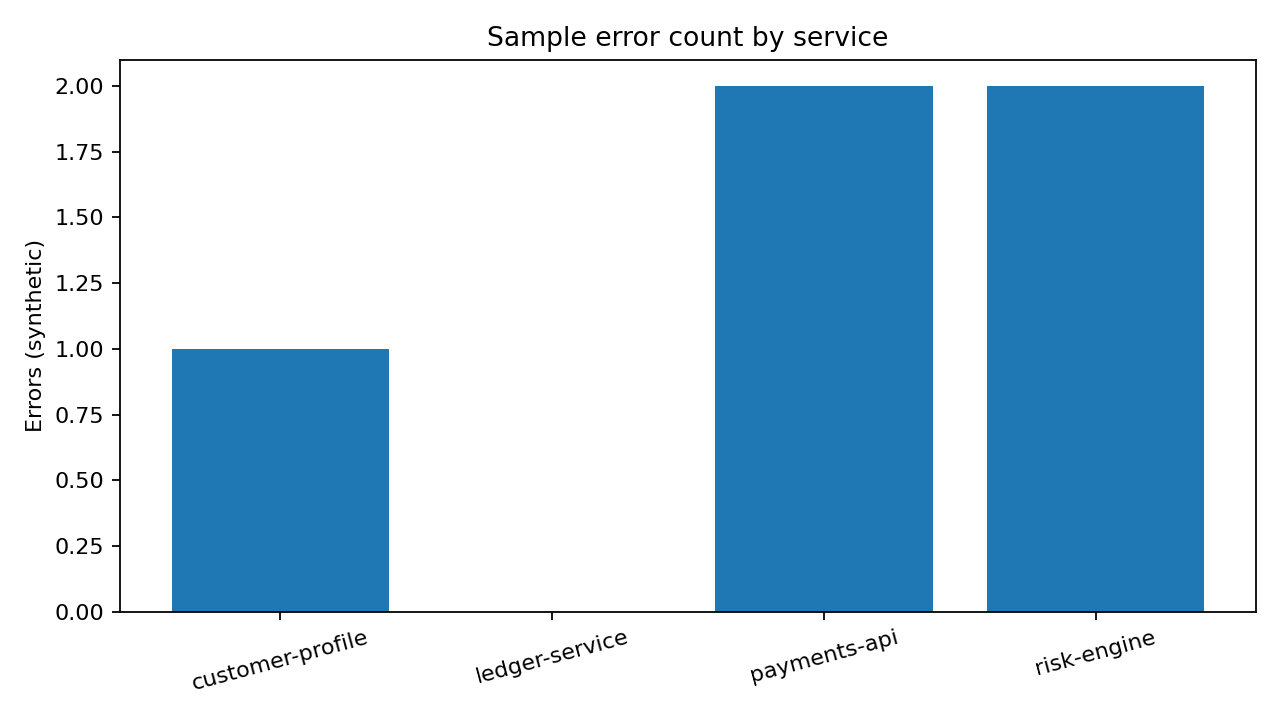 Sample error count by service
Errors (synthetic)
2.00
1.75
1.50
1.25
1.00
0.75
0.50
0.25
0.00
customer-profile
ledger-service
payments-api
risk-engine